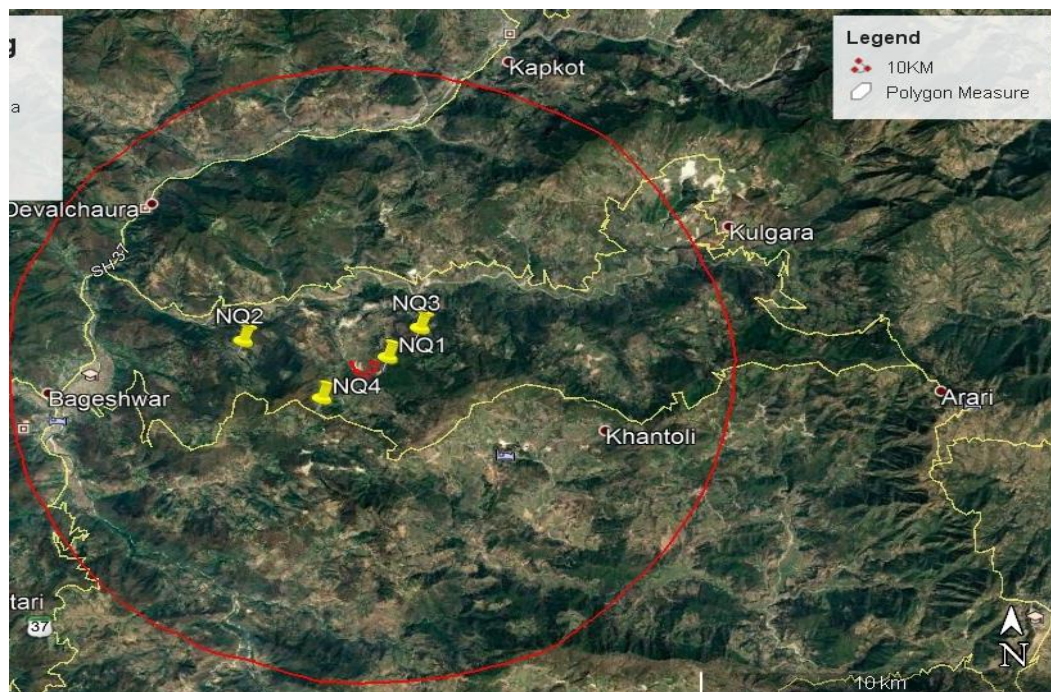 g
a
Legend
10KM
Polygon Measure
Kapkot
Devalchaura
SH 37
Kulgara
NQ3
NQ2
NQ1
NQ4
Bageshwar
Arari
Khantoli
tari
37
N
10 km